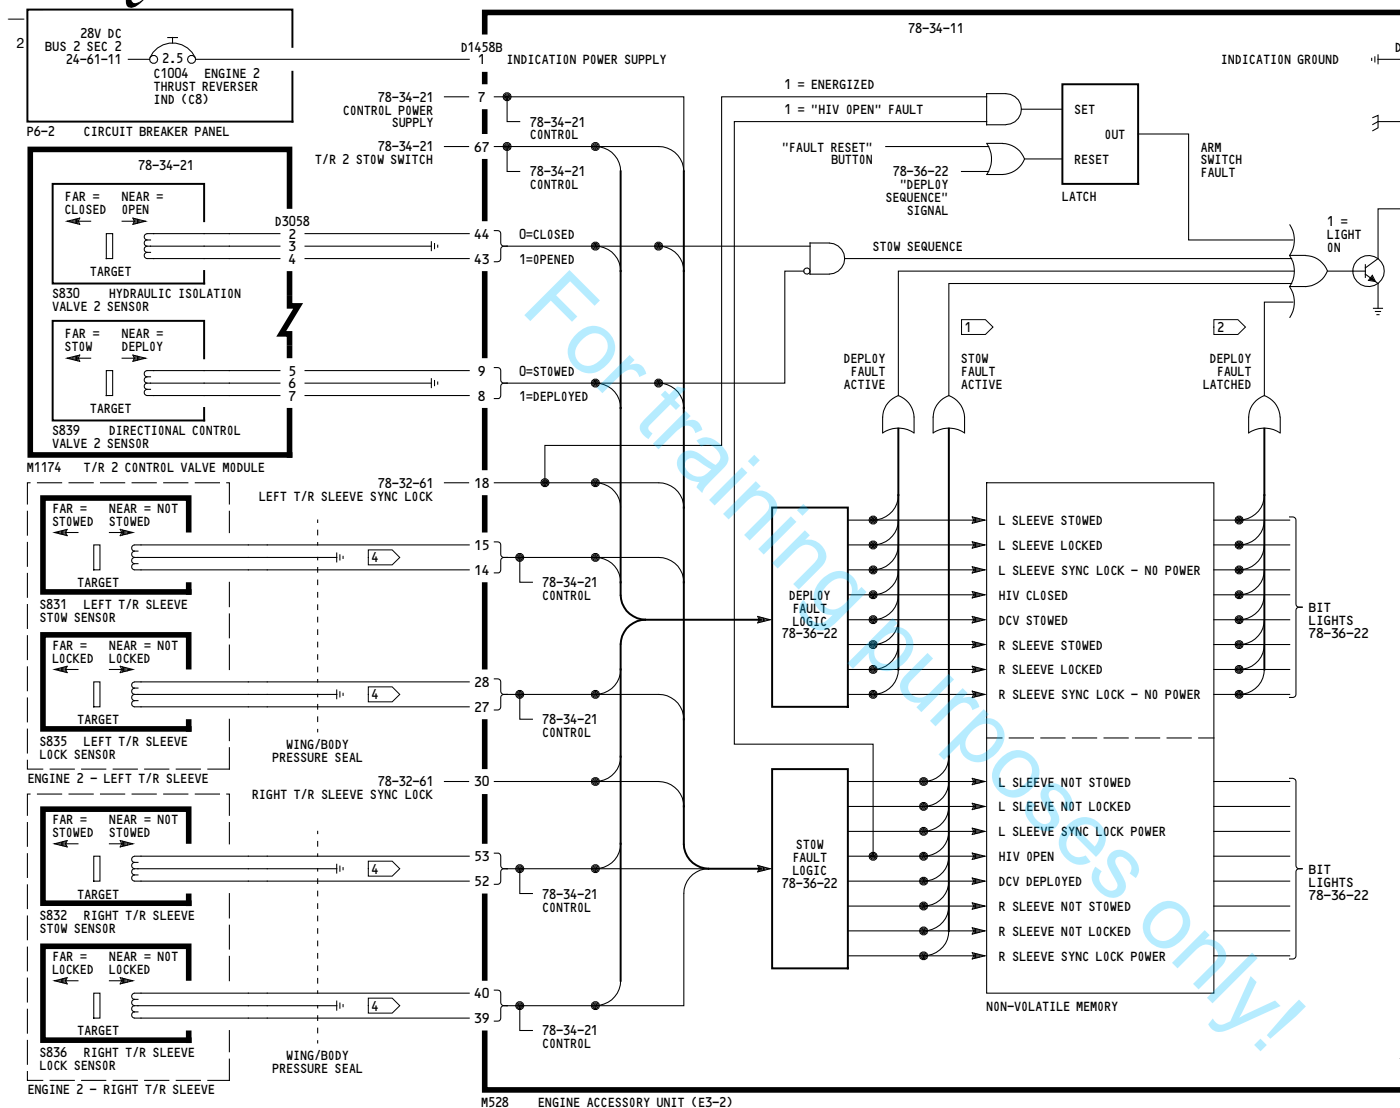 2
28V DC
BUS 2 SEC 2
24-61-11
2.5
C1004 ENGINE 2
THRUST REVERSER
IND (C8)
P6-2 CIRCUIT BREAKER PANEL
78-34-21
FAR = NEAR =
CLOSED OPEN
TARGET
S830 HYDRAULIC ISOLATION
VALVE 2 SENSOR
D3058
2
3
4
FAR = NEAR =
STOW DEPLOY
TARGET
S839 DIRECTIONAL CONTROL
VALVE 2 SENSOR
5
6
7
M1174 T/R 2 CONTROL VALVE MODULE
FAR = NEAR = NOT
STOWED STOWED
TARGET
S831 LEFT T/R SLEEVE
STOW SENSOR
FAR = NEAR = NOT
LOCKED LOCKED
TARGET
S835 LEFT T/R SLEEVE
LOCK SENSOR
ENGINE 2 - LEFT T/R SLEEVE
FAR = NEAR = NOT
STOWED STOWED
TARGET
S832 RIGHT T/R SLEEVE
STOW SENSOR
FAR = NEAR = NOT
LOCKED LOCKED
TARGET
S836 RIGHT T/R SLEEVE
LOCK SENSOR
ENGINE 2 - RIGHT T/R SLEEVE
4
4
WING/BODY
PRESSURE SEAL
4
4
WING/BODY
PRESSURE SEAL
D1458B
1 INDICATION POWER SUPPLY
78-34-21
CONTROL POWER
SUPPLY
7
78-34-21
CONTROL
78-34-21
T/R 2 STOW SWITCH
67
78-34-21
CONTROL
44 0=CLOSED
43 1=OPENED
9 0=STOWED
8 1=DEPLOYED
78-32-61
LEFT T/R SLEEVE SYNC LOCK
18
15
14
78-34-21
CONTROL
28
27
78-34-21
CONTROL
78-32-61
RIGHT T/R SLEEVE SYNC LOCK
30
53
52
78-34-21
CONTROL
40
39
78-34-21
CONTROL
78-34-11
INDICATION GROUND
D
1 = ENERGIZED
1 = "HIV OPEN" FAULT
"FAULT RESET"
BUTTON
78-36-22
"DEPLOY
SEQUENCE"
SIGNAL
SET
OUT
RESET
LATCH
ARM
SWITCH
FAULT
STOW SEQUENCE
1 =
LIGHT
ON
1
2
DEPLOY
FAULT
ACTIVE
STOW
FAULT
ACTIVE
DEPLOY
FAULT
LATCHED
DEPLOY
FAULT
LOGIC
78-36-22
L SLEEVE STOWED
L SLEEVE LOCKED
L SLEEVE SYNC LOCK - NO POWER
HIV CLOSED
DCV STOWED
R SLEEVE STOWED
R SLEEVE LOCKED
R SLEEVE SYNC LOCK - NO POWER
BIT
LIGHTS
78-36-22
STOW
FAULT
LOGIC
78-36-22
L SLEEVE NOT STOWED
L SLEEVE NOT LOCKED
L SLEEVE SYNC LOCK POWER
HIV OPEN
DCV DEPLOYED
R SLEEVE NOT STOWED
R SLEEVE NOT LOCKED
R SLEEVE SYNC LOCK POWER
BIT
LIGHTS
78-36-22
NON-VOLATILE MEMORY
M528 ENGINE ACCESSORY UNIT (E3-2)
For training purposes only!